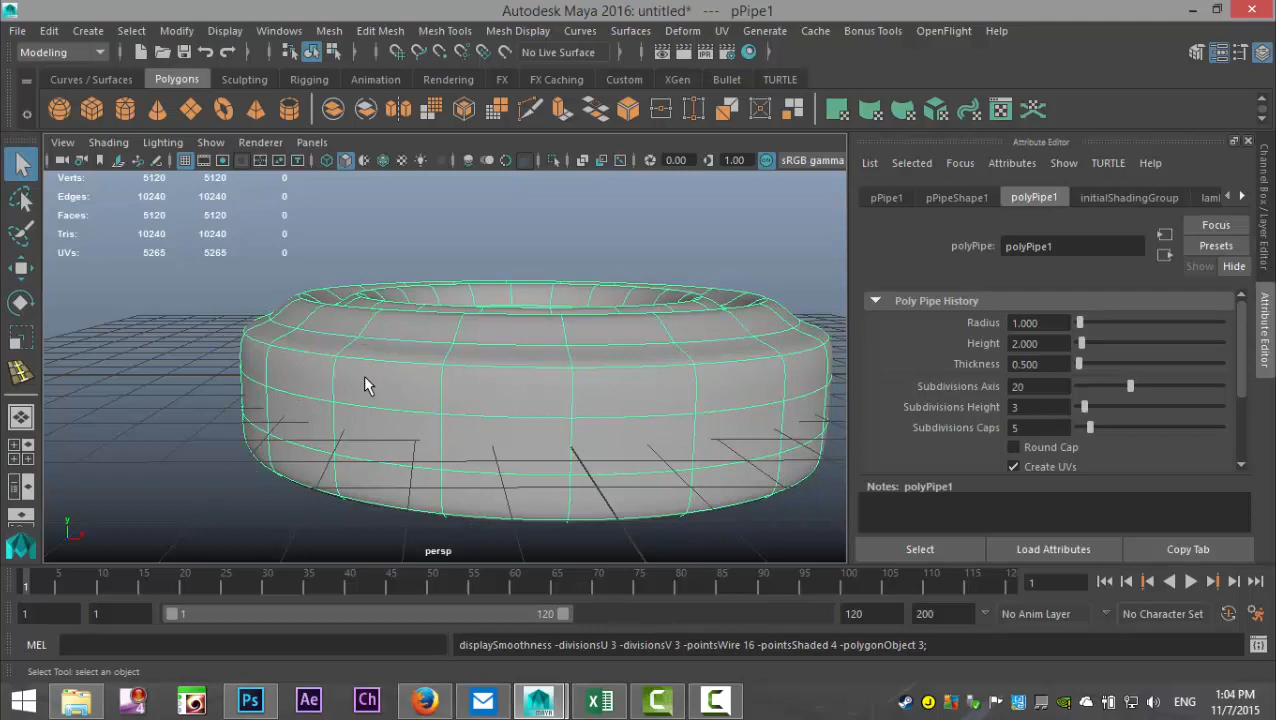 Autodesk Maya 2016: untitled* --- pPipe1
File Edit Create Select Modify Display Windows Mesh Edit Mesh Mesh Tools Mesh Display Curves Surfaces Deform UV Generate Cache Bonus Tools OpenFlight Help
Modeling No Live Surface
Curves / Surfaces Polygons Sculpting Rigging Animation Rendering FX FX Caching Custom XGen Bullet TURTLE
View Shading Lighting Show Renderer Panels
0.00 1.00 sRGB gamma
Verts: 5120 5120 0
Edges: 10240 10240 0
Faces: 5120 5120 0
Tris: 10240 10240 0
UVs: 5265 5265 0
y
x
persp
Attribute Editor
List Selected Focus Attributes Show TURTLE Help
pPipe1 pPipeShape1 polyPipe1 initialShadingGroup lam
Focus
polyPipe: polyPipe1 Presets
Show Hide
Poly Pipe History
Radius 1.000
Height 2.000
Thickness 0.500
Subdivisions Axis 20
Subdivisions Height 3
Subdivisions Caps 5
Round Cap
Create UVs
Notes: polyPipe1
Select Load Attributes Copy Tab
Channel Box / Layer Editor
Attribute Editor
1 5 10 15 20 25 30 35 40 45 50 55 60 65 70 75 80 85 90 95 100 105 110 115 12 1
1 1 1 120 120 200 No Anim Layer No Character Set
MEL displaySmoothness -divisionsU 3 -divisionsV 3 -pointsWire 16 -pointsShaded 4 -polygonObject 3;
Select Tool: select an object
ENG
1:04 PM
11/7/2015